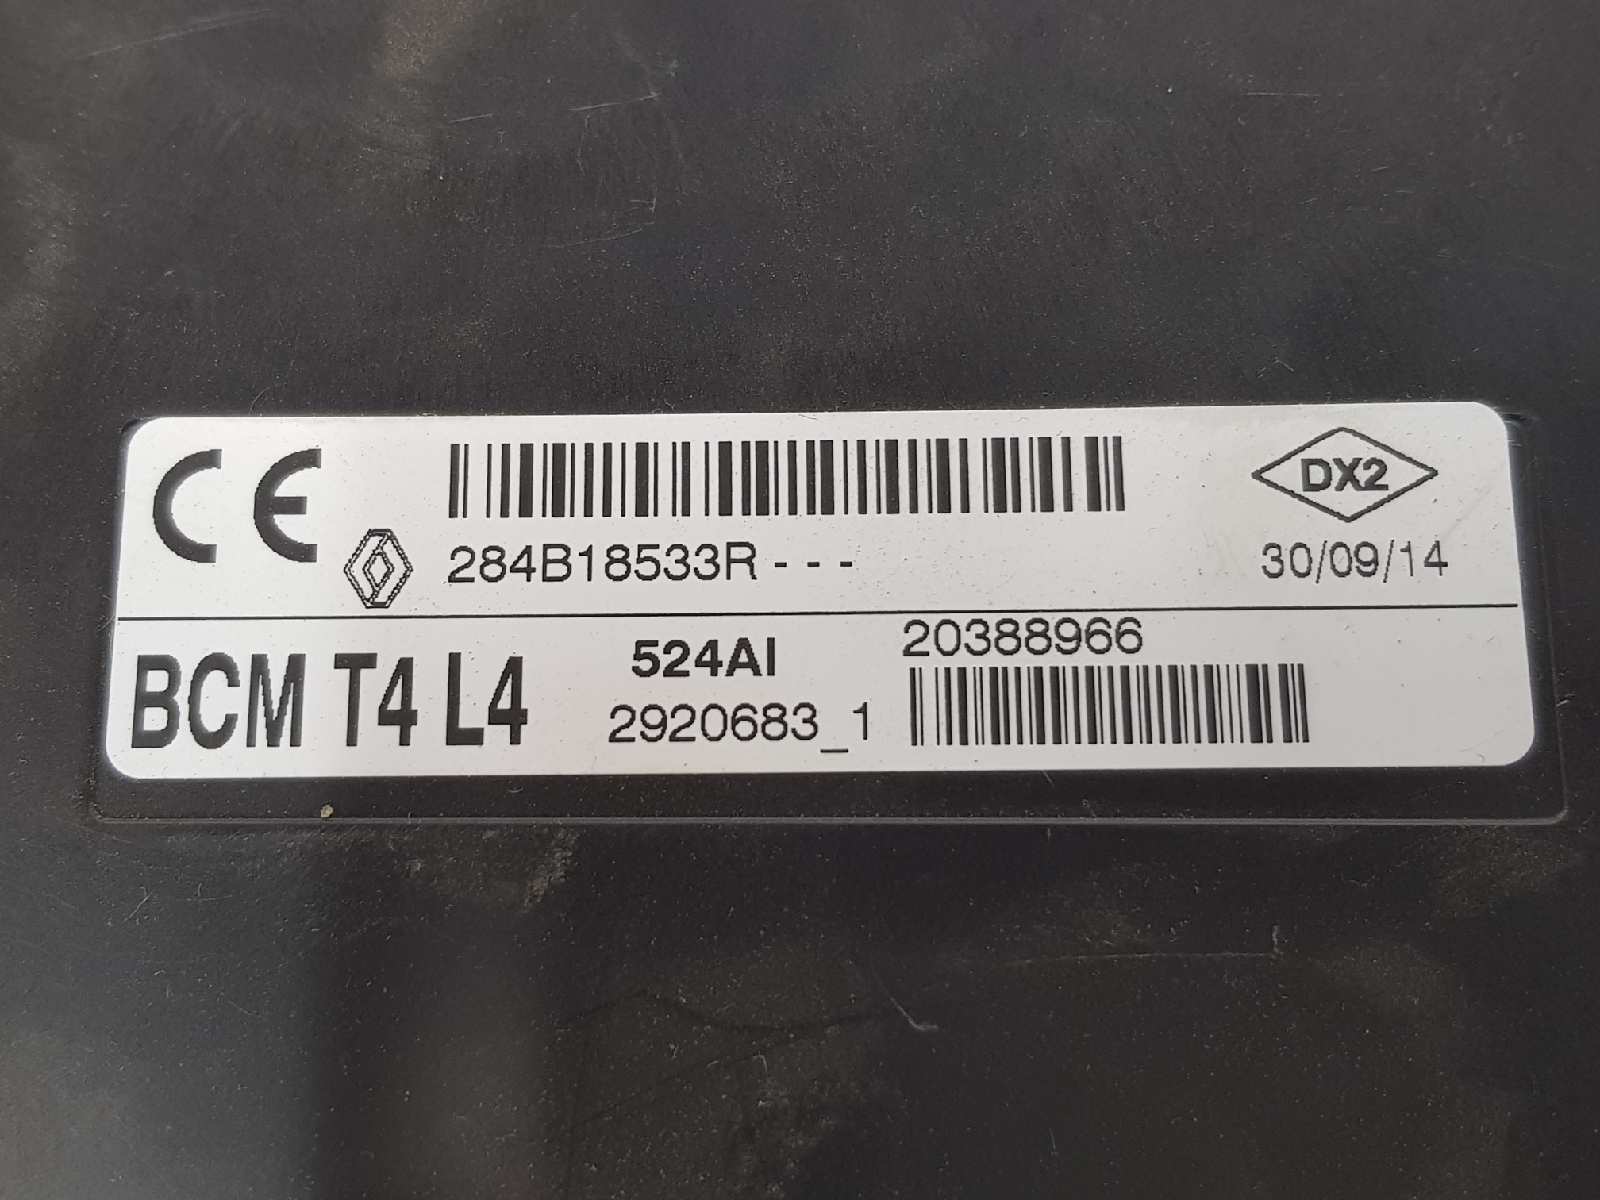 CE 284B18533R - - - DX2
30/09/14
BCM T4 L4 524AI 20388966
2920683_1